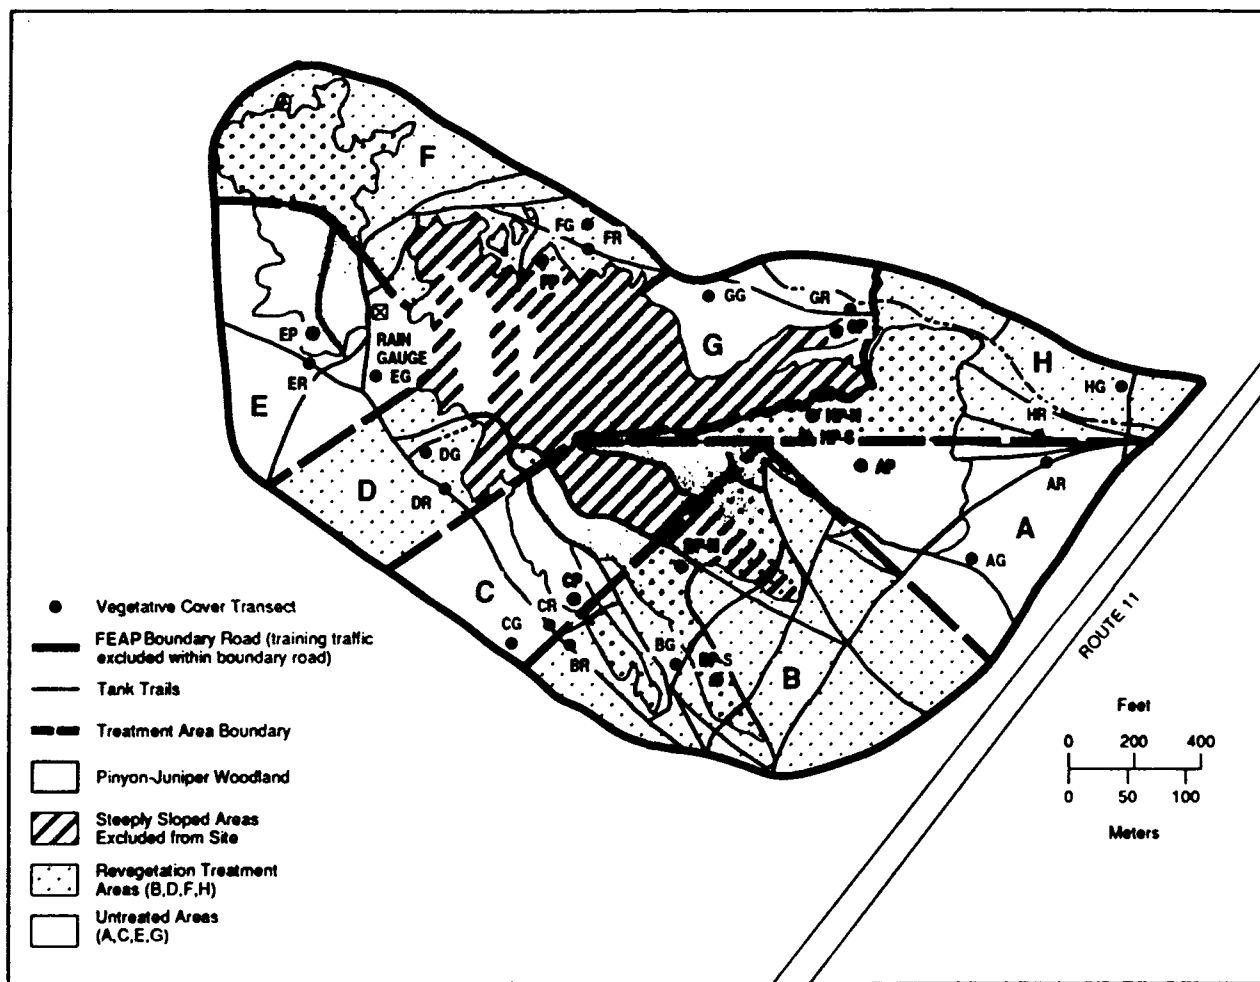 F
FG
FR
FP
GG
GR
GP
G
H
HG
HR
HP-N
HP-S
EP
RAIN
GAUGE
ER
EG
E
DG
D
DR
AP
AR
A
AG
CP
C
CR
CG
BR
BG
BP-S
B
ROUTE 11
Vegetative Cover Transect
FEAP Boundary Road (training traffic
excluded within boundary road)
Tank Trails
Treatment Area Boundary
Pinyon-Juniper Woodland
Steeply Sloped Areas
Excluded from Site
Revegetation Treatment
Areas (B,D,F,H)
Untreated Areas
(A,C,E,G)
Feet
0 200 400
0 50 100
Meters